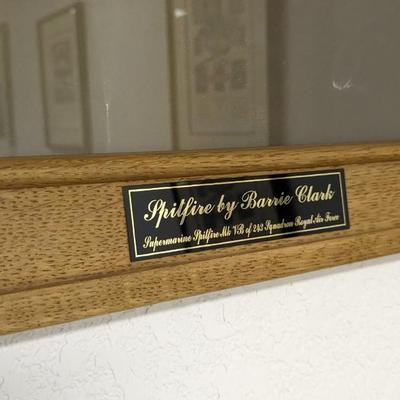 Spitfire by Barrie Clark
Supermarine Spitfire Mk VB of 243 Squadron Royal Air Force